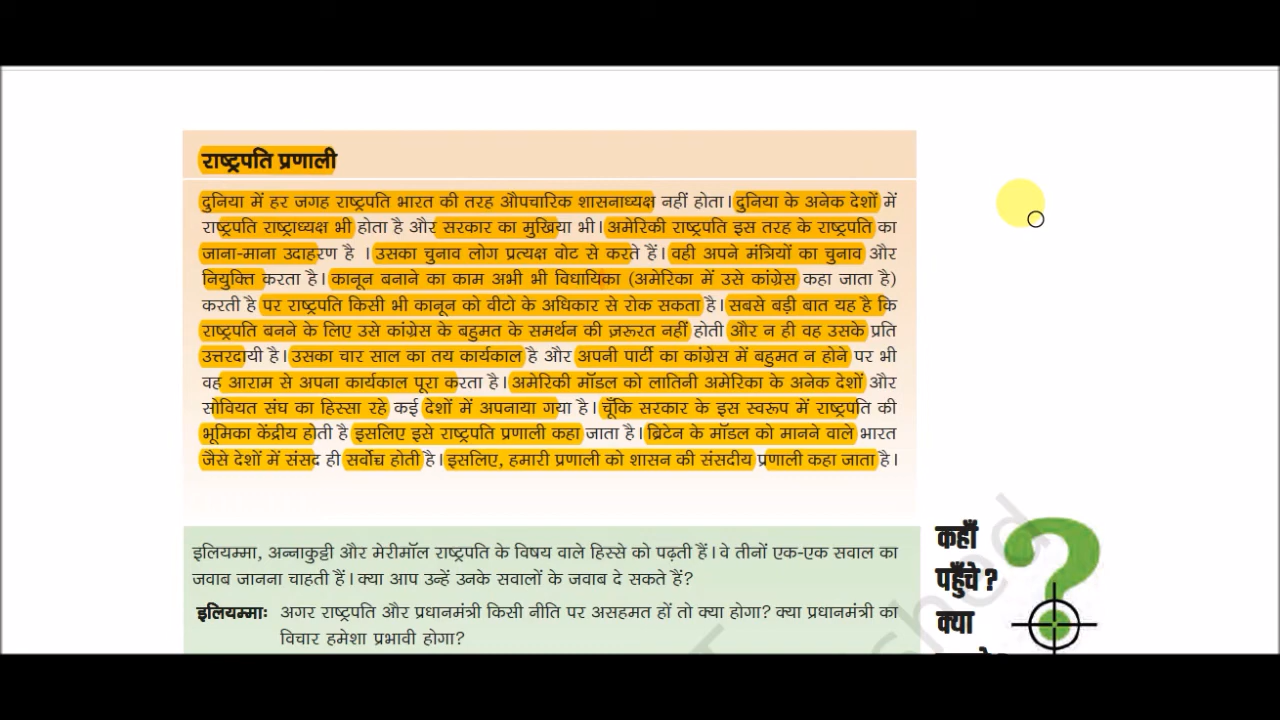 राष्ट्रपति प्रणाली
दुनिया में हर जगह राष्ट्रपति भारत की तरह औपचारिक शासनाध्यक्ष नहीं होता। दुनिया के अनेक देशों में
राष्ट्रपति राष्ट्राध्यक्ष भी होता है और सरकार का मुखिया भी। अमेरिकी राष्ट्रपति इस तरह के राष्ट्रपति का
जाना-माना उदाहरण है । उसका चुनाव लोग प्रत्यक्ष वोट से करते हैं। वही अपने मंत्रियों का चुनाव और
नियुक्ति करता है। कानून बनाने का काम अभी भी विधायिका (अमेरिका में उसे कांग्रेस कहा जाता है)
करती है पर राष्ट्रपति किसी भी कानून को वीटो के अधिकार से रोक सकता है। सबसे बड़ी बात यह है कि
राष्ट्रपति बनने के लिए उसे कांग्रेस के बहुमत के समर्थन की ज़रूरत नहीं होती और न ही वह उसके प्रति
उत्तरदायी है। उसका चार साल का तय कार्यकाल है और अपनी पार्टी का कांग्रेस में बहुमत न होने पर भी
वह आराम से अपना कार्यकाल पूरा करता है। अमेरिकी मॉडल को लातिनी अमेरिका के अनेक देशों और
सोवियत संघ का हिस्सा रहे कई देशों में अपनाया गया है। चूँकि सरकार के इस स्वरूप में राष्ट्रपति की
भूमिका केंद्रीय होती है इसलिए इसे राष्ट्रपति प्रणाली कहा जाता है। ब्रिटेन के मॉडल को मानने वाले भारत
जैसे देशों में संसद ही सर्वोच्च होती है। इसलिए, हमारी प्रणाली को शासन की संसदीय प्रणाली कहा जाता है।
इलियम्मा, अन्नाकुट्टी और मेरीमॉल राष्ट्रपति के विषय वाले हिस्से को पढ़ती हैं। वे तीनों एक-एक सवाल का
जवाब जानना चाहती हैं। क्या आप उन्हें उनके सवालों के जवाब दे सकते हैं?
इलियम्माः अगर राष्ट्रपति और प्रधानमंत्री किसी नीति पर असहमत हों तो क्या होगा? क्या प्रधानमंत्री का
विचार हमेशा प्रभावी होगा?
कहाँ
पहुँचे ?
क्या